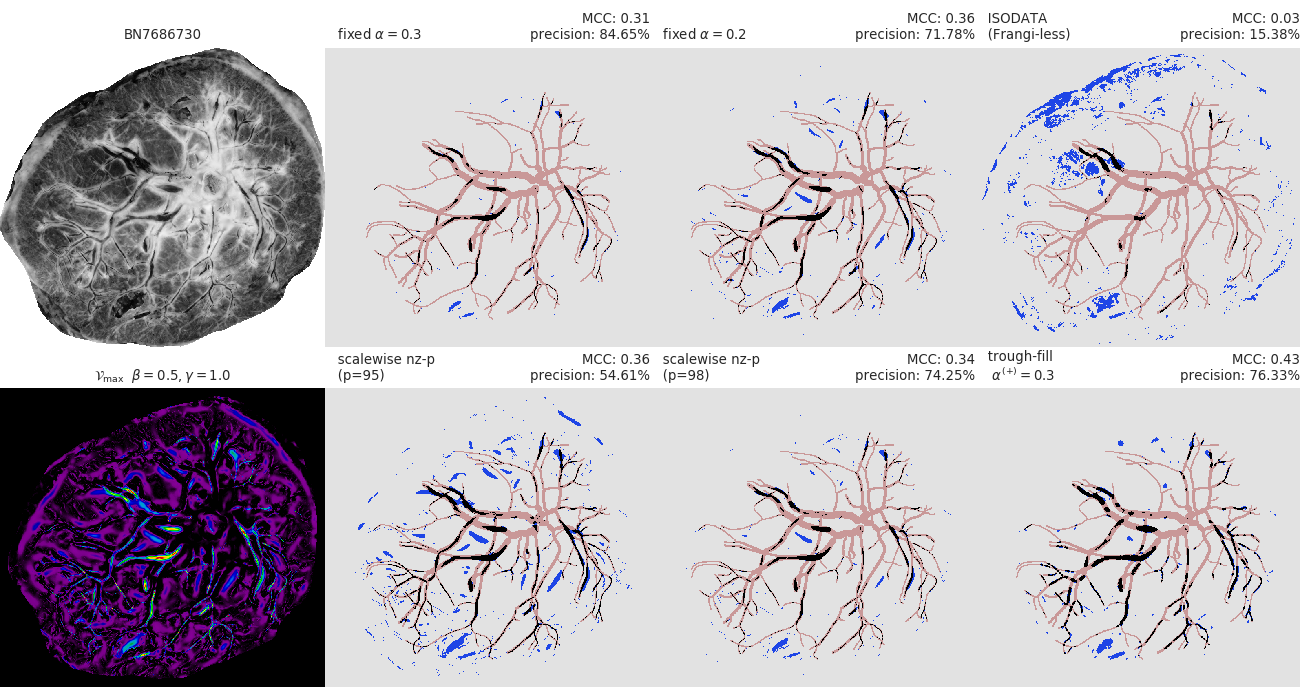 BN7686730
fixed α = 0.3
MCC: 0.31
precision: 84.65%
fixed α = 0.2
MCC: 0.36
precision: 71.78%
ISODATA
(Frangi-less)
MCC: 0.03
precision: 15.38%
𝒱max β = 0.5, γ = 1.0
scalewise nz-p
(p=95)
MCC: 0.36
precision: 54.61%
scalewise nz-p
(p=98)
MCC: 0.34
precision: 74.25%
trough-fill
α(+) = 0.3
MCC: 0.43
precision: 76.33%